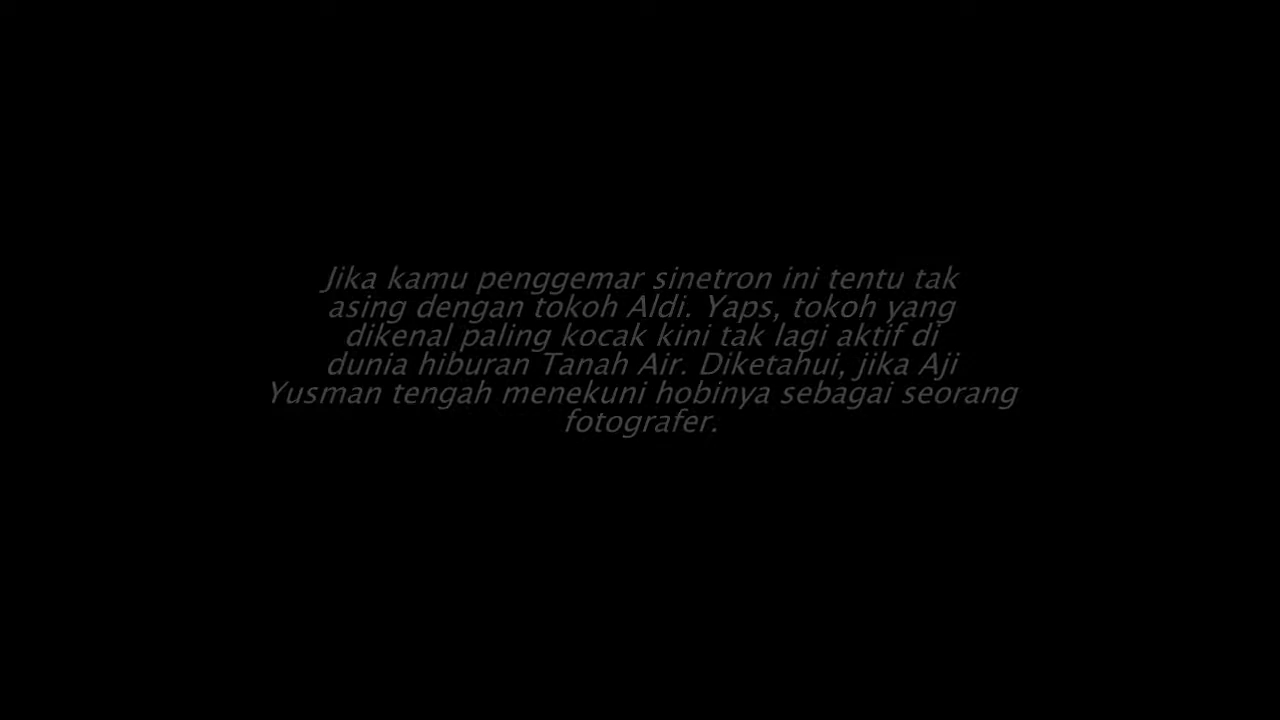 Jika kamu penggemar sinetron ini tentu tak
asing dengan tokoh Aldi. Yaps, tokoh yang
dikenal paling kocak kini tak lagi aktif di
dunia hiburan Tanah Air. Diketahui, jika Aji
Yusman tengah menekuni hobinya sebagai seorang
fotografer.